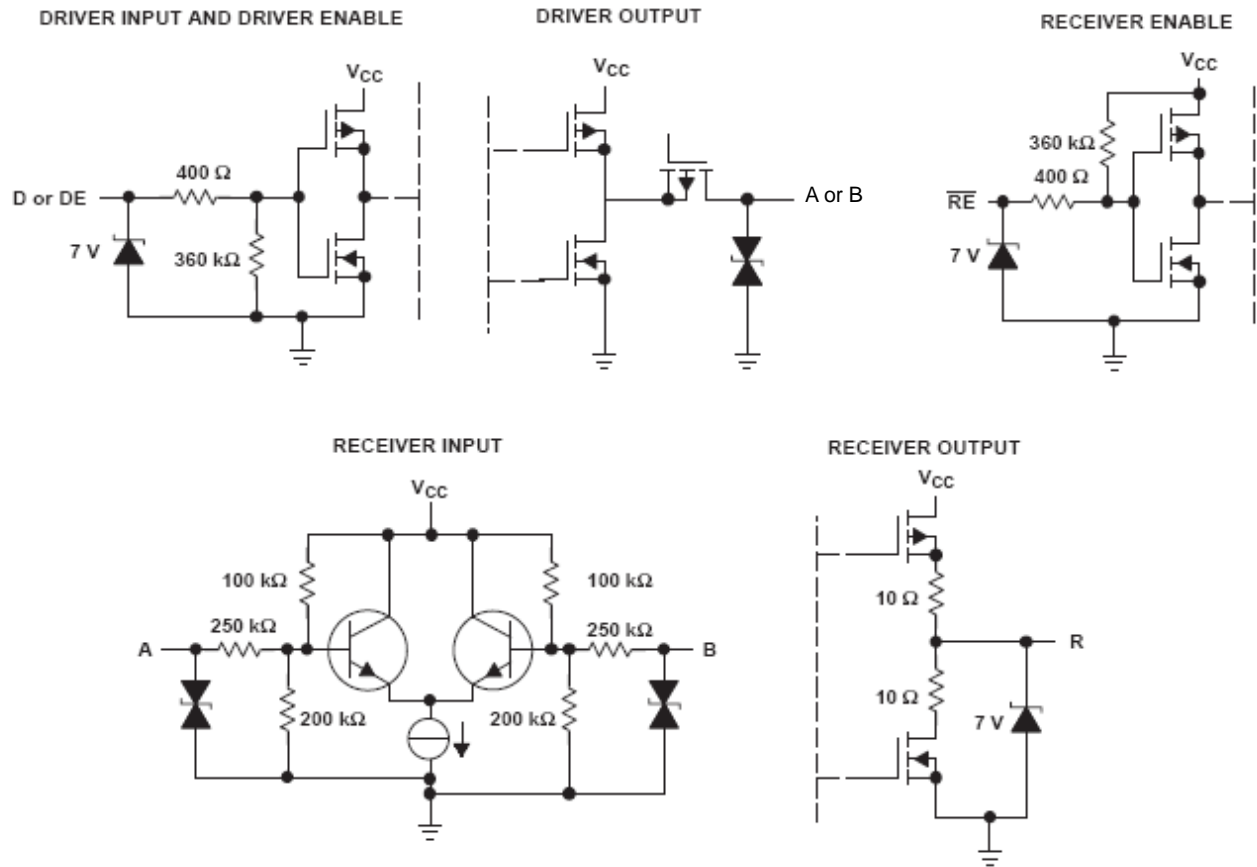 DRIVER INPUT AND DRIVER ENABLE
VCC
400 Ω
D or DE
7 V
360 kΩ
DRIVER OUTPUT
VCC
A or B
RECEIVER ENABLE
VCC
360 kΩ
400 Ω
RE
7 V
RECEIVER INPUT
VCC
100 kΩ
100 kΩ
250 kΩ
250 kΩ
A
B
200 kΩ
200 kΩ
RECEIVER OUTPUT
VCC
10 Ω
R
10 Ω
7 V